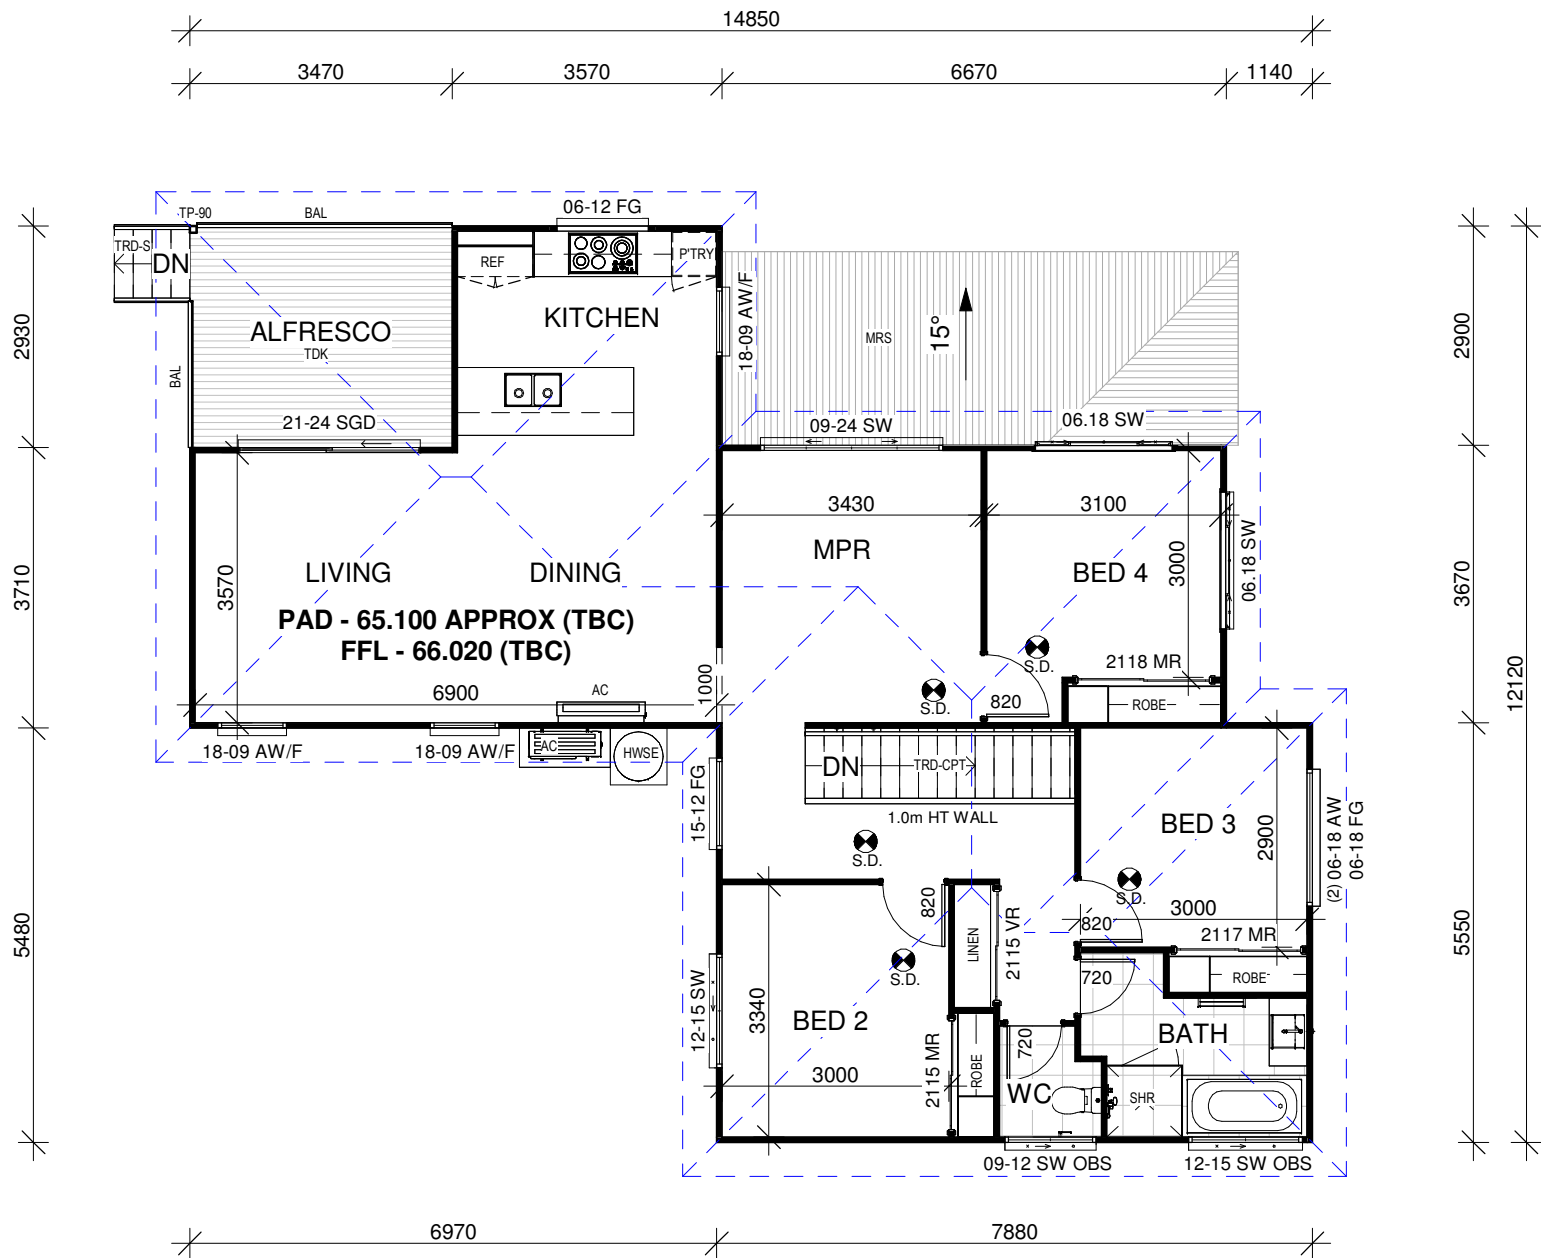 14850
3470
3570
6670
1140
TP-90
BAL
06-12 FG
TRD-S
DN
REF
P'TRY
KITCHEN
ALFRESCO
TDK
18-09 AW/F
MRS
15°
BAL
2930
2900
21-24 SGD
09-24 SW
06.18 SW
3430
3100
MPR
LIVING
DINING
BED 4
3000
06.18 SW
3570
3710
3670
PAD - 65.100 APPROX (TBC)
FFL - 66.020 (TBC)
S.D.
2118 MR
6900
AC
1000
S.D.
820
ROBE
12120
18-09 AW/F
18-09 AW/F
AC
HWSE
15-12 FG
DN
TRD-CPT
1.0m HT WALL
BED 3
2900
(2) 06-18 AW
06-18 FG
S.D.
S.D.
820
3000
820
2117 MR
5480
5550
LINEN
2115 VR
S.D.
720
ROBE
12-15 SW
3340
BED 2
BATH
720
3000
2115 MR
ROBE
WC
SHR
09-12 SW OBS
12-15 SW OBS
6970
7880